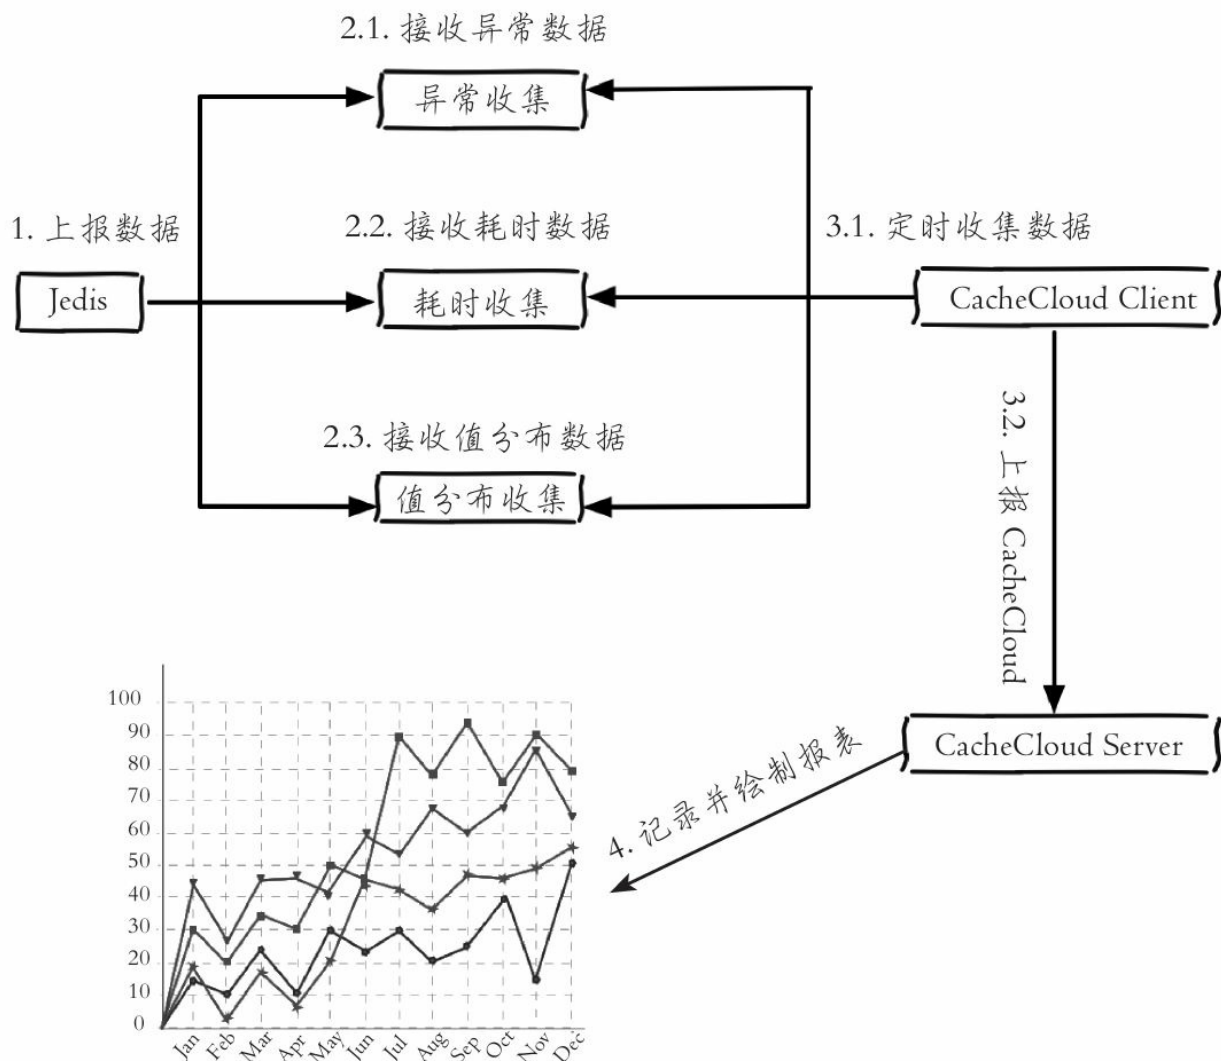 2.1. 接收异常数据
异常收集
1. 上报数据
2.2. 接收耗时数据
3.1. 定时收集数据
Jedis
耗时收集
CacheCloud Client
3.2. 上报 CacheCloud
2.3. 接收值分布数据
值分布收集
CacheCloud Server
4. 记录并绘制报表
100
90
80
70
60
50
40
30
20
10
0
Jan Feb Mar Apr May Jun Jul Aug Sep Oct Nov Dec